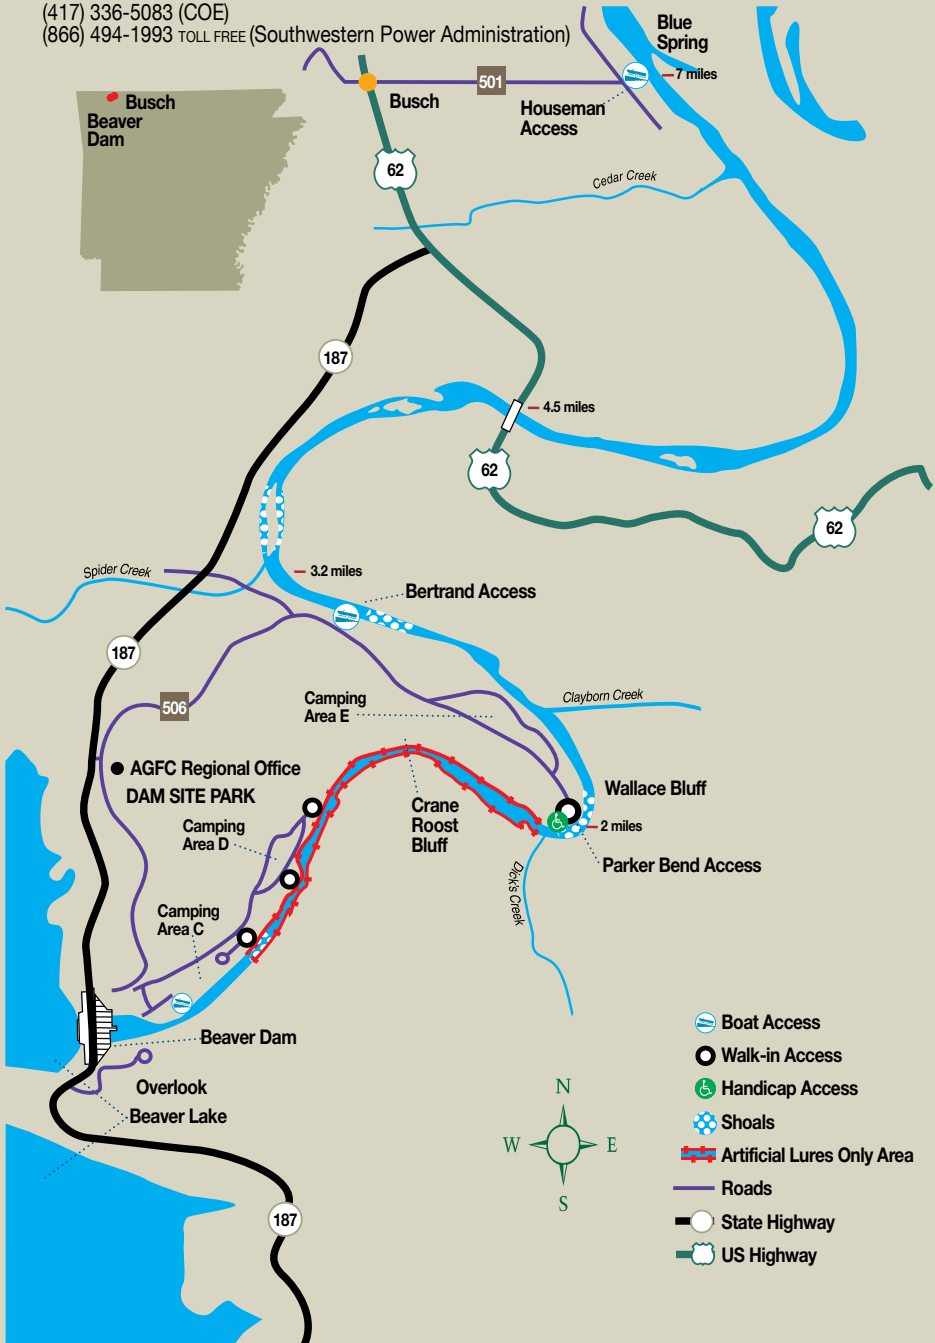 (417) 336-5083 (COE)
(866) 494-1993 TOLL FREE (Southwestern Power Administration)
Blue
Spring
7 miles
501
Busch
Houseman
Access
Busch
Beaver
Dam
62
Cedar Creek
187
4.5 miles
62
62
Spider Creek
3.2 miles
Bertrand Access
187
Clayborn Creek
506
Camping
Area E
AGFC Regional Office
DAM SITE PARK
Wallace Bluff
Crane
Roost
Bluff
Camping
Area D
2 miles
Parker Bend Access
Dick's Creek
Camping
Area C
Beaver Dam
Overlook
Beaver Lake
N
W
E
S
Boat Access
Walk-in Access
Handicap Access
Shoals
Artificial Lures Only Area
Roads
State Highway
US Highway
187